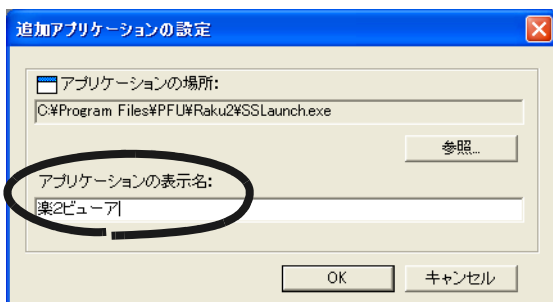 追加アプリケーションの設定
アプリケーションの場所:
C:¥Program Files¥PFU¥Raku2¥SSLaunch.exe
参照...
アプリケーションの表示名:
楽2ビューア
OK キャンセル